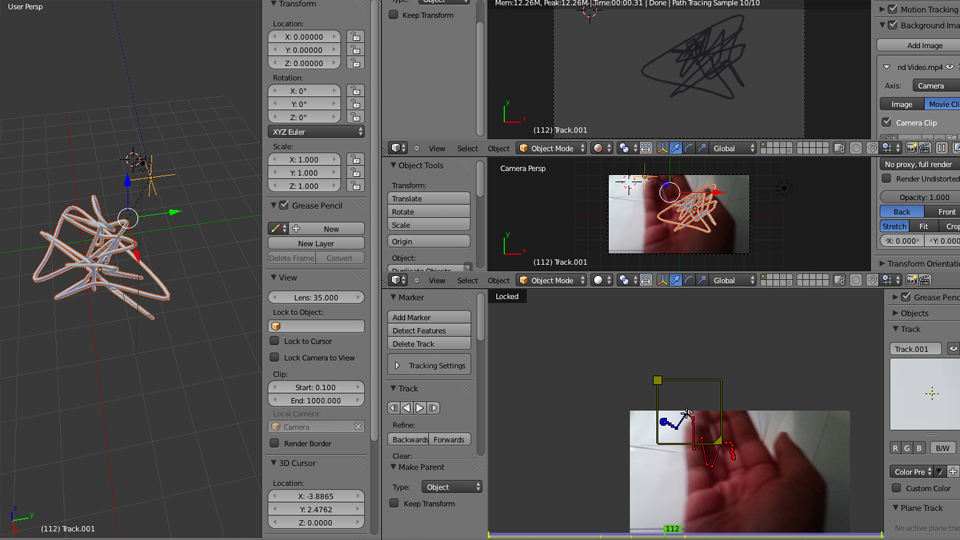 User Persp
(112) Track.001
Transform
Location:
X: 0.00000
Y: 0.00000
Z: 0.00000
Rotation:
X: 0°
Y: 0°
Z: 0°
XYZ Euler
Scale:
X: 1.000
Y: 1.000
Z: 1.000
Grease Pencil
New
New Layer
Delete Frame Convert
View
Lens: 35.000
Lock to Object:
Lock to Cursor
Lock Camera to View
Clip:
Start: 0.100
End: 1000.000
Local Camera:
Camera
Render Border
3D Cursor
Location:
X: -3.8865
Y: 2.4762
Z: 0.0000
Type: Object
Keep Transform
Mem:12.26M, Peak:12.26M | Time:00:00.31 | Done | Path Tracing Sample 10/10
(112) Track.001
View Select Object Object Mode Global
Motion Tracking
Background Image
Add Image
nd Video.mp4
Axis: Camera
Image Movie Cli
Camera Clip
Object Tools
Transform:
Translate
Rotate
Scale
Origin
Object:
Duplicate Objects
Camera Persp
(112) Track.001
View Select Object Object Mode Global
No proxy, full render
Render Undistorted
Opacity: 1.000
Back Front
Stretch Fit Crop
X: 0.000 Y: 0.000
Transform Orientatio
Marker
Add Marker
Detect Features
Delete Track
Tracking Settings
Track
Refine:
Backwards Forwards
Clear:
Make Parent
Type: Object
Keep Transform
Locked
112
Grease Penc
Objects
Track
Track.001
R G B B/W
Color Pre
Custom Color
Plane Track
No active plane track